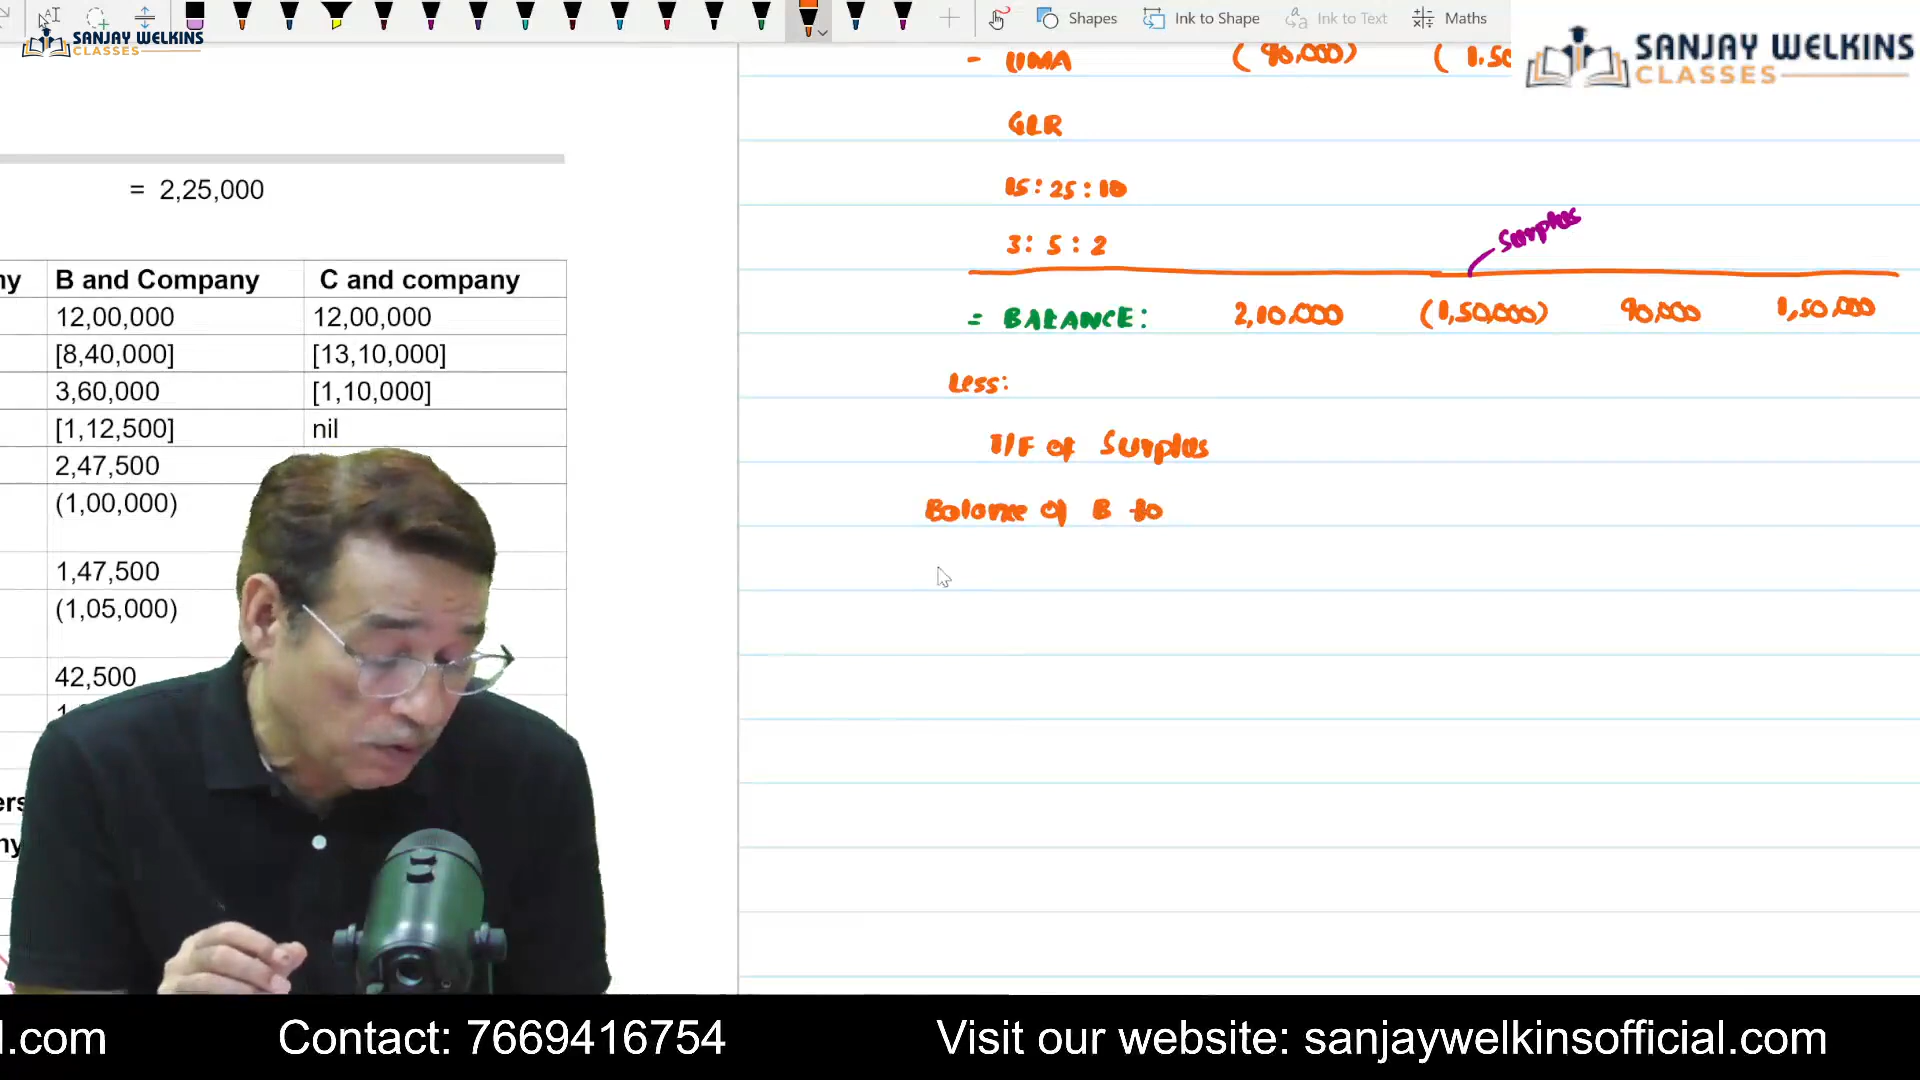 SANJAY WELKINS
CLASSES
Shapes
Ink to Shape
Ink to Text
Maths
SANJAY WELKINS
CLASSES
= 2,25,000
B and Company C and company
12,00,000 12,00,000
[8,40,000] [13,10,000]
3,60,000 [1,10,000]
[1,12,500] nil
2,47,500
(1,00,000)
1,47,500
(1,05,000)
42,500
- UMA (90,000)
GLR
15:25:10
3:5:2
Surplus
= BALANCE: 2,10,000 (1,50,000) 90,000 1,50,000
Less:
T/F of Surplus
Balance of B to
l.com Contact: 7669416754 Visit our website: sanjaywelkinsofficial.com